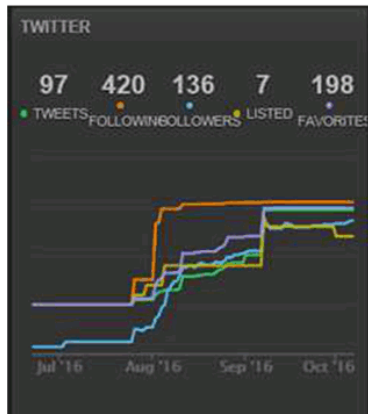 TWITTER
97 420 136 7 198
TWEETS FOLLOWING FOLLOWERS LISTED FAVORITES
Jul '16 Aug '16 Sep '16 Oct '16